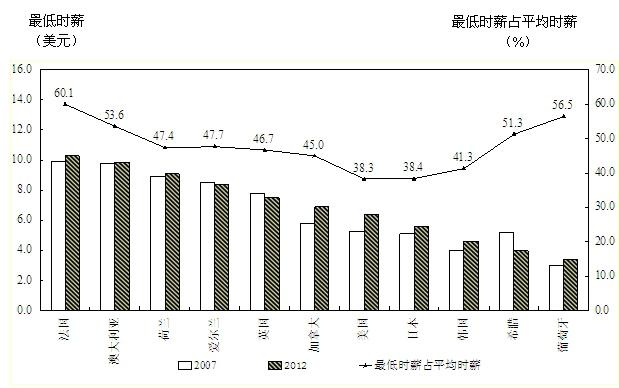 最低时薪
(美元)
最低时薪占平均时薪
(%)
16.0
14.0
12.0
10.0
8.0
6.0
4.0
2.0
0.0
70.0
60.0
50.0
40.0
30.0
20.0
10.0
0.0
60.1
53.6
47.4
47.7
46.7
45.0
38.3
38.4
41.3
51.3
56.5
法国
澳大利亚
荷兰
爱尔兰
英国
加拿大
美国
日本
韩国
希腊
葡萄牙
2007
2012
最低时薪占平均时薪